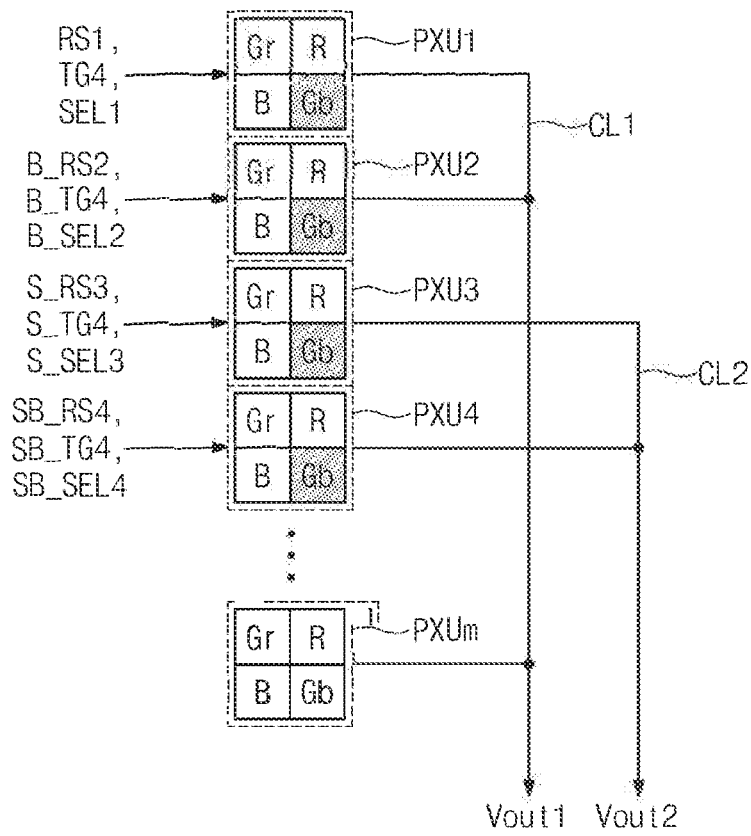 RS1,
TG4,
SEL1
Gr R
B Gb
PXU1
CL1
B_RS2,
B_TG4,
B_SEL2
Gr R
B Gb
PXU2
S_RS3,
S_TG4,
S_SEL3
Gr R
B Gb
PXU3
CL2
SB_RS4,
SB_TG4,
SB_SEL4
Gr R
B Gb
PXU4
Gr R
B Gb
PXUm
Vout1 Vout2